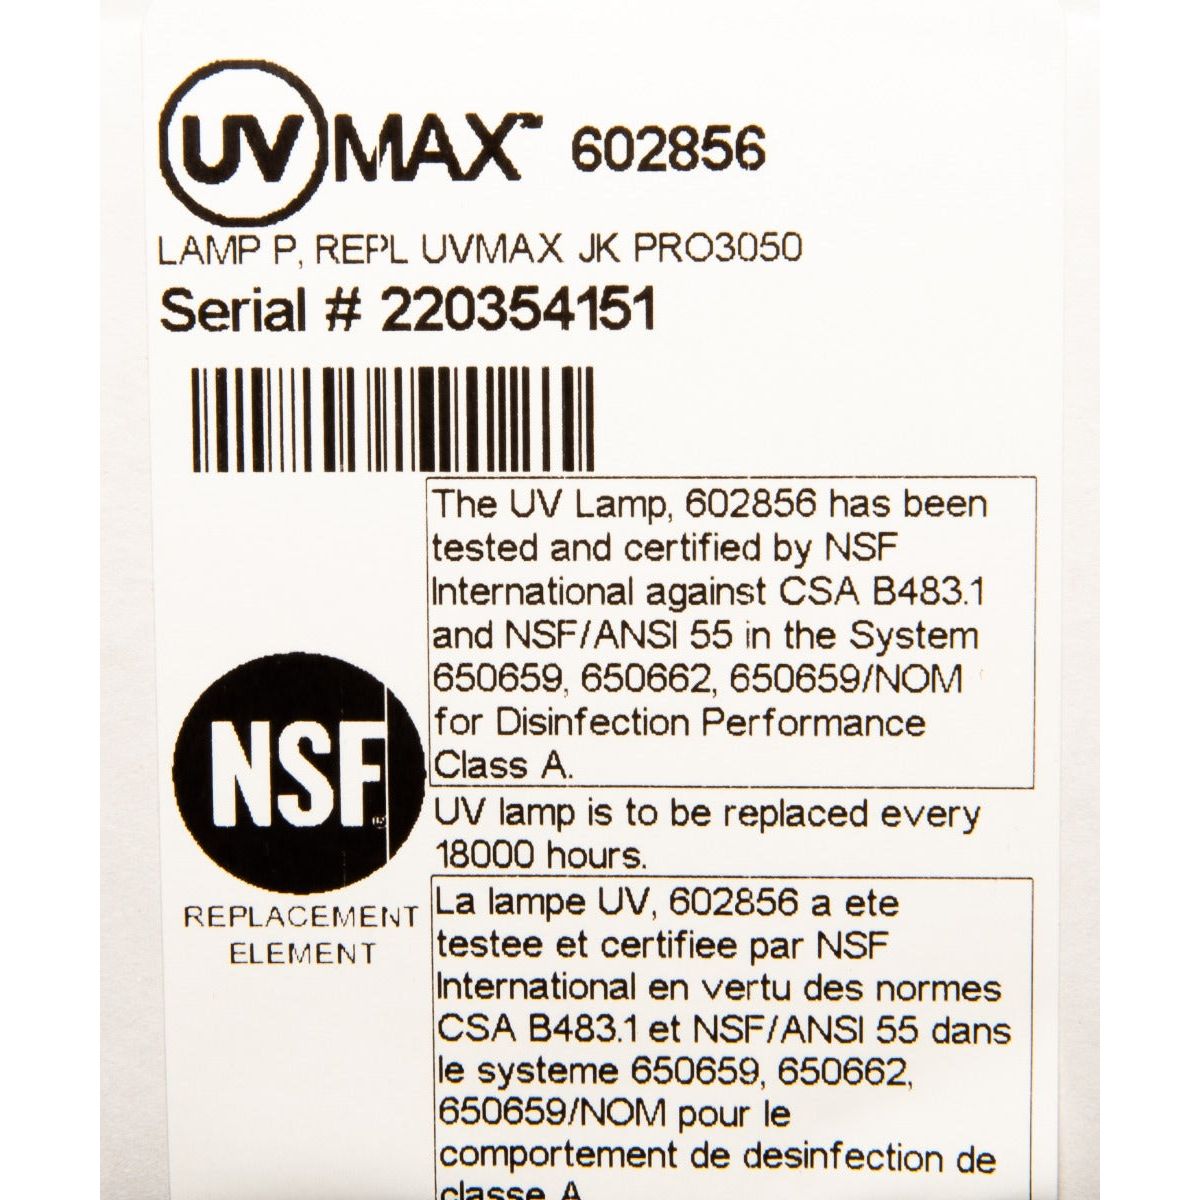 UVMAX™ 602856
LAMP P, REPL UVMAX JK PRO3050
Serial # 220354151
The UV Lamp, 602856 has been
tested and certified by NSF
International against CSA B483.1
and NSF/ANSI 55 in the System
650659, 650662, 650659/NOM
for Disinfection Performance
Class A.
UV lamp is to be replaced every
18000 hours.
NSF
REPLACEMENT
ELEMENT
La lampe UV, 602856 a ete
testee et certifiee par NSF
International en vertu des normes
CSA B483.1 et NSF/ANSI 55 dans
le systeme 650659, 650662,
650659/NOM pour le
comportement de desinfection de
classe A